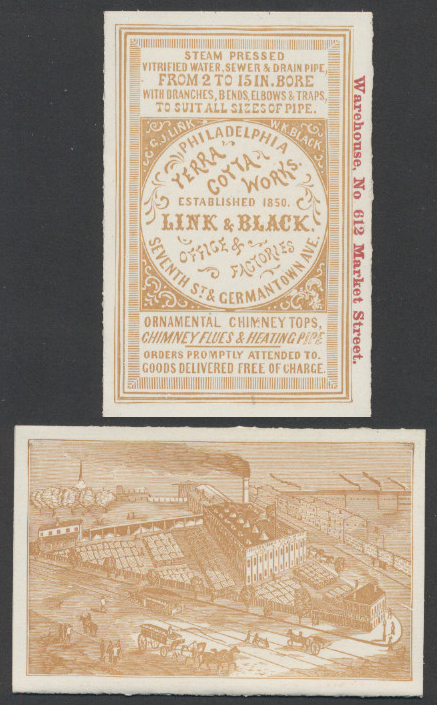 STEAM PRESSED
VITRIFIED WATER, SEWER & DRAIN PIPE,
FROM 2 TO 15 IN. BORE
WITH BRANCHES, BENDS, ELBOWS & TRAPS,
TO SUIT ALL SIZES OF PIPE.
C. J. LINK
W. K. BLACK
PHILADELPHIA
TERRA-
COTTA
WORKS.
ESTABLISHED 1850.
LINK & BLACK.
OFFICE &
FACTORIES
SEVENTH ST. & GERMANTOWN AVE.
ORNAMENTAL CHIMNEY TOPS,
CHIMNEY FLUES & HEATING PIPE
ORDERS PROMPTLY ATTENDED TO.
GOODS DELIVERED FREE OF CHARGE.
Warehouse, No 612 Market Street.